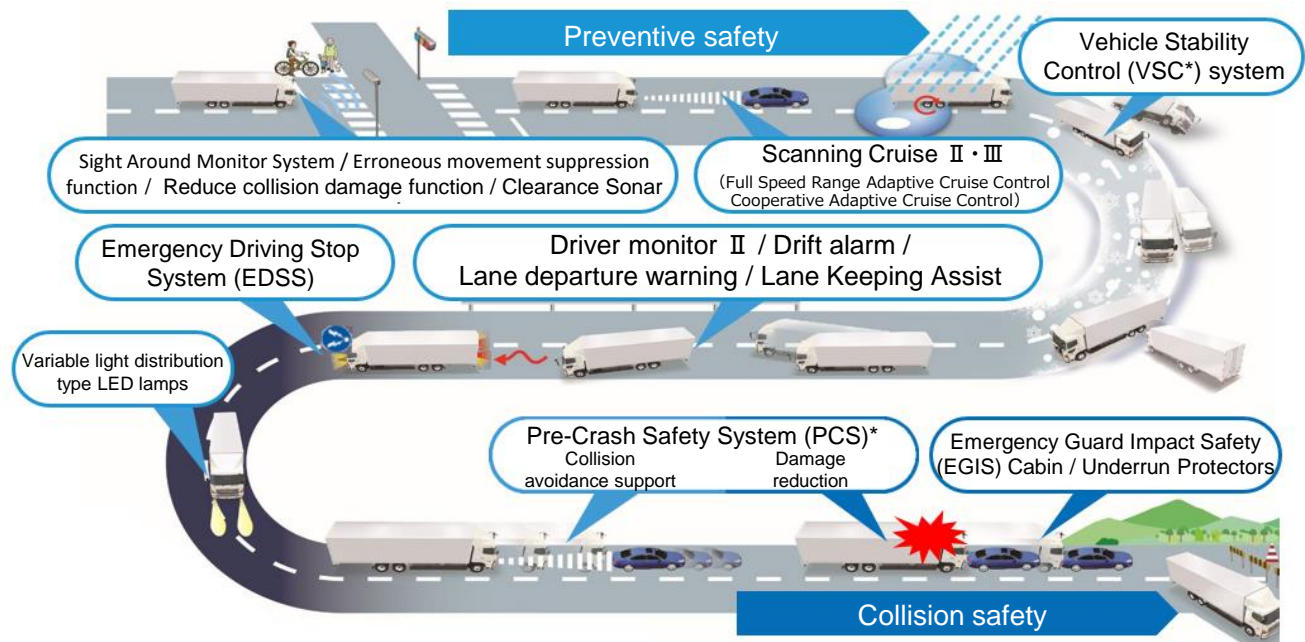 Preventive safety
Vehicle Stability
Control (VSC*) system
Sight Around Monitor System / Erroneous movement suppression
function / Reduce collision damage function / Clearance Sonar
Scanning Cruise Ⅱ・Ⅲ
(Full Speed Range Adaptive Cruise Control
Cooperative Adaptive Cruise Control)
Emergency Driving Stop
System (EDSS)
Driver monitor Ⅱ / Drift alarm /
Lane departure warning / Lane Keeping Assist
Variable light distribution
type LED lamps
Pre-Crash Safety System (PCS)*
Collision
avoidance support
Damage
reduction
Emergency Guard Impact Safety
(EGIS) Cabin / Underrun Protectors
Collision safety